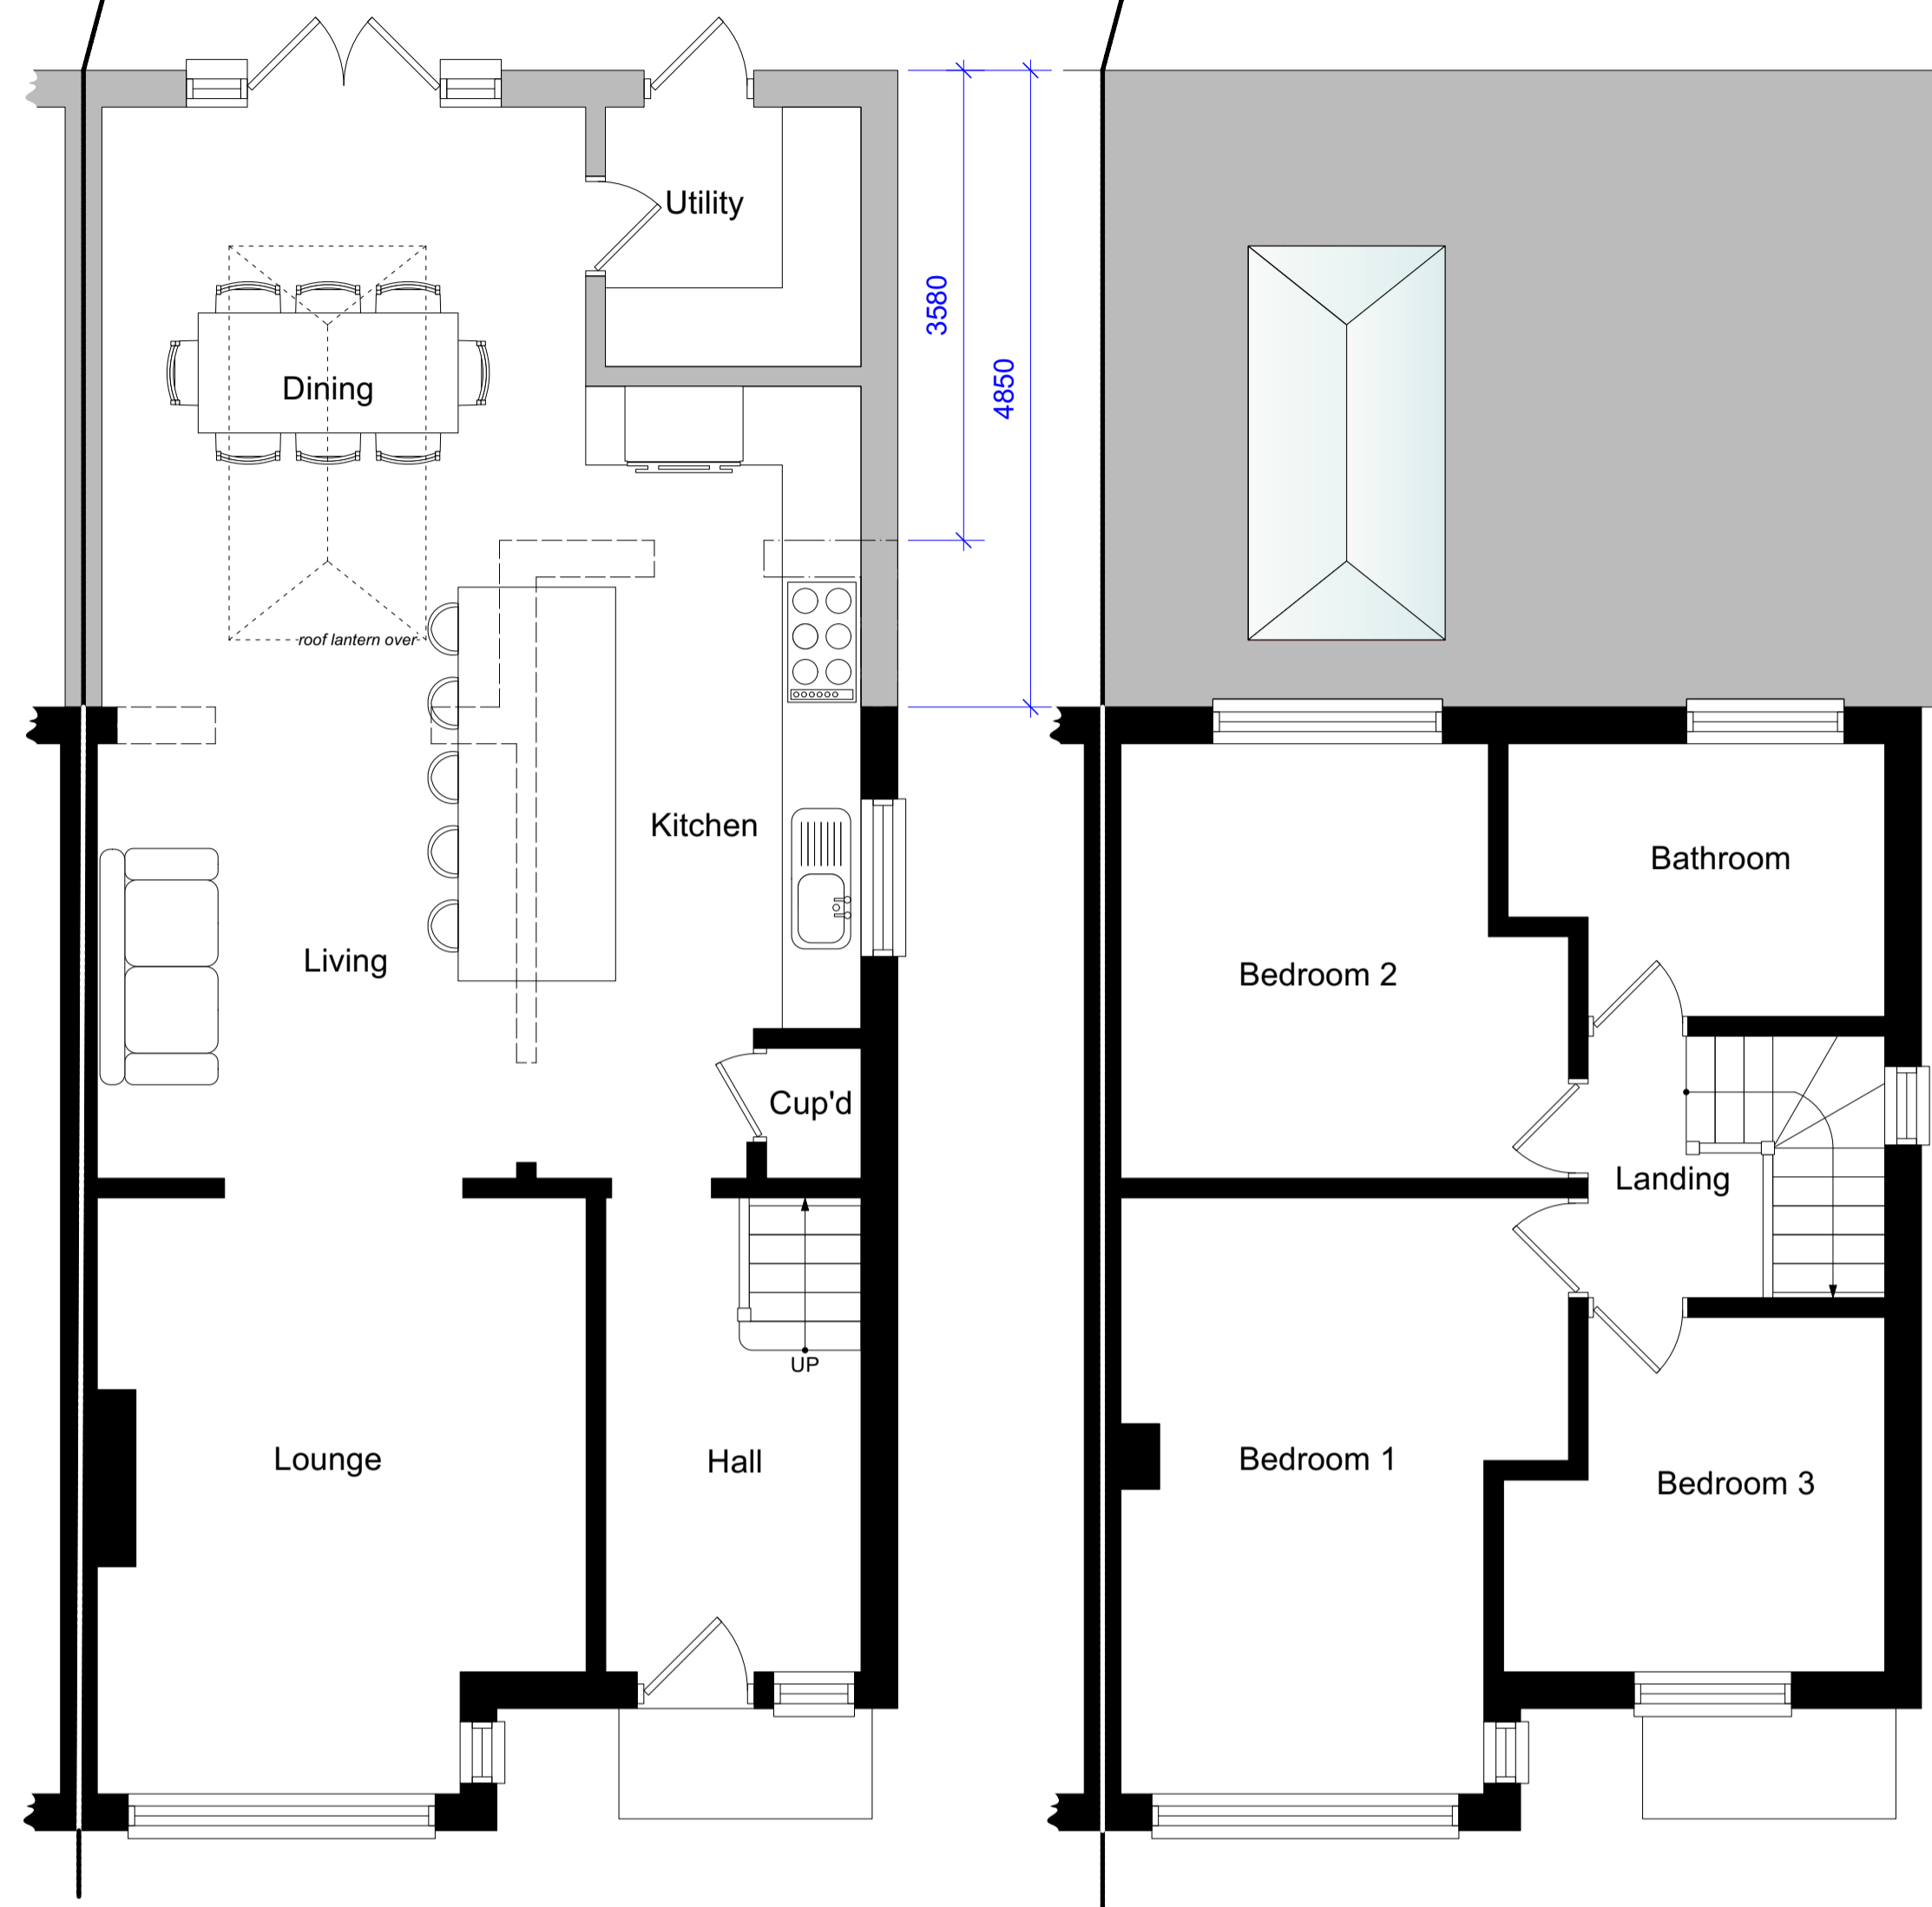 Utility
3580
Dining
4850
roof lantern over
Kitchen
Living
Cup'd
UP
Lounge
Hall
Bathroom
Bedroom 2
Landing
Bedroom 1
Bedroom 3